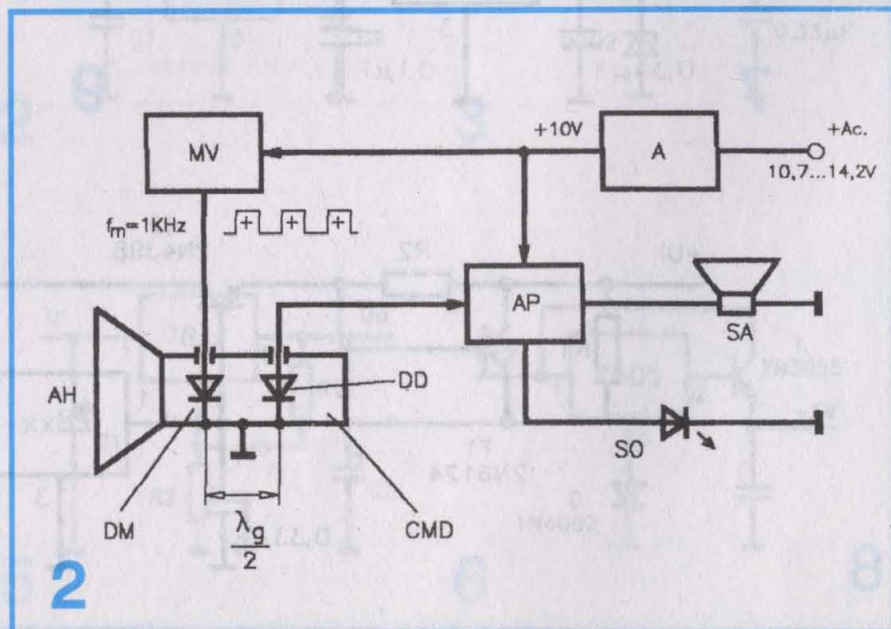 MV
+10V
A
+Ac.
10,7...14,2V
fm=1KHz
+ + +
AP
SA
AH
DD
SO
DM
λg
2
CMD
2